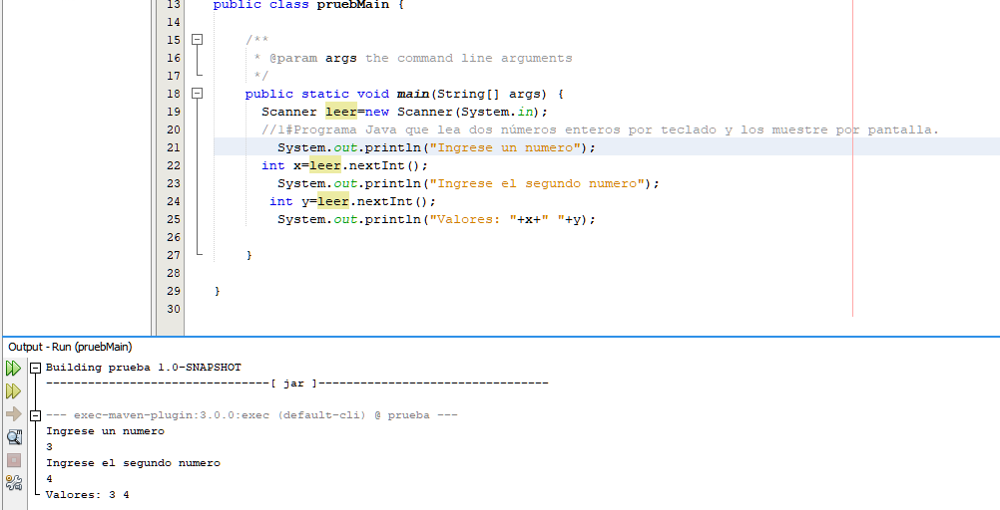 13 public class pruebMain {
14
15 /**
16 * @param args the command line arguments
17 */
18 public static void main(String[] args) {
19 Scanner leer=new Scanner(System.in);
20 //1#Programa Java que lea dos números enteros por teclado y los muestre por pantalla.
21 System.out.println("Ingrese un numero");
22 int x=leer.nextInt();
23 System.out.println("Ingrese el segundo numero");
24 int y=leer.nextInt();
25 System.out.println("Valores: "+x+" "+y);
26
27 }
28
29 }
30
Output - Run (pruebMain)
Building prueba 1.0-SNAPSHOT
--------------------------------[ jar ]---------------------------------
--- exec-maven-plugin:3.0.0:exec (default-cli) @ prueba ---
Ingrese un numero
3
Ingrese el segundo numero
4
Valores: 3 4